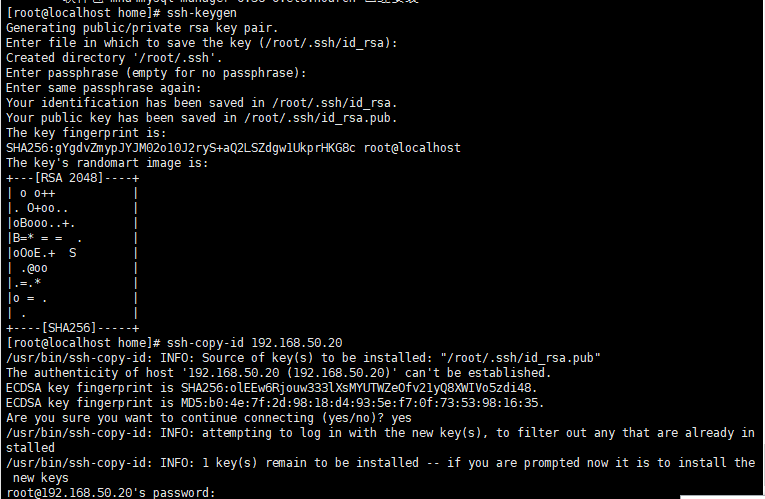 [root@localhost home]# ssh-keygen
Generating public/private rsa key pair.
Enter file in which to save the key (/root/.ssh/id_rsa):
Created directory '/root/.ssh'.
Enter passphrase (empty for no passphrase):
Enter same passphrase again:
Your identification has been saved in /root/.ssh/id_rsa.
Your public key has been saved in /root/.ssh/id_rsa.pub.
The key fingerprint is:
SHA256:gYgdvZmypJYJM02o10J2ryS+aQ2LSZdgw1UkprHKG8c root@localhost
The key's randomart image is:
+---[RSA 2048]----+
| o o++           |
|. O+oo..         |
|oBooo..+.        |
|B=* = =  .       |
|oOoE.+  S        |
| .@oo            |
|.=.*             |
|o = .            |
| .               |
+----[SHA256]-----+
[root@localhost home]# ssh-copy-id 192.168.50.20
/usr/bin/ssh-copy-id: INFO: Source of key(s) to be installed: "/root/.ssh/id_rsa.pub"
The authenticity of host '192.168.50.20 (192.168.50.20)' can't be established.
ECDSA key fingerprint is SHA256:olEEw6Rjouw333lXsMYUTWZeOfv21yQ8XWIVo5zdi48.
ECDSA key fingerprint is MD5:b0:4e:7f:2d:98:18:d4:93:5e:f7:0f:73:53:98:16:35.
Are you sure you want to continue connecting (yes/no)? yes
/usr/bin/ssh-copy-id: INFO: attempting to log in with the new key(s), to filter out any that are already in
stalled
/usr/bin/ssh-copy-id: INFO: 1 key(s) remain to be installed -- if you are prompted now it is to install the
 new keys
root@192.168.50.20's password: